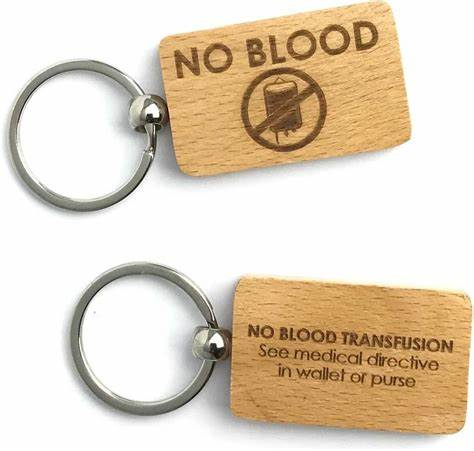 NO BLOOD
NO BLOOD TRANSFUSION
See medical directive
in wallet or purse